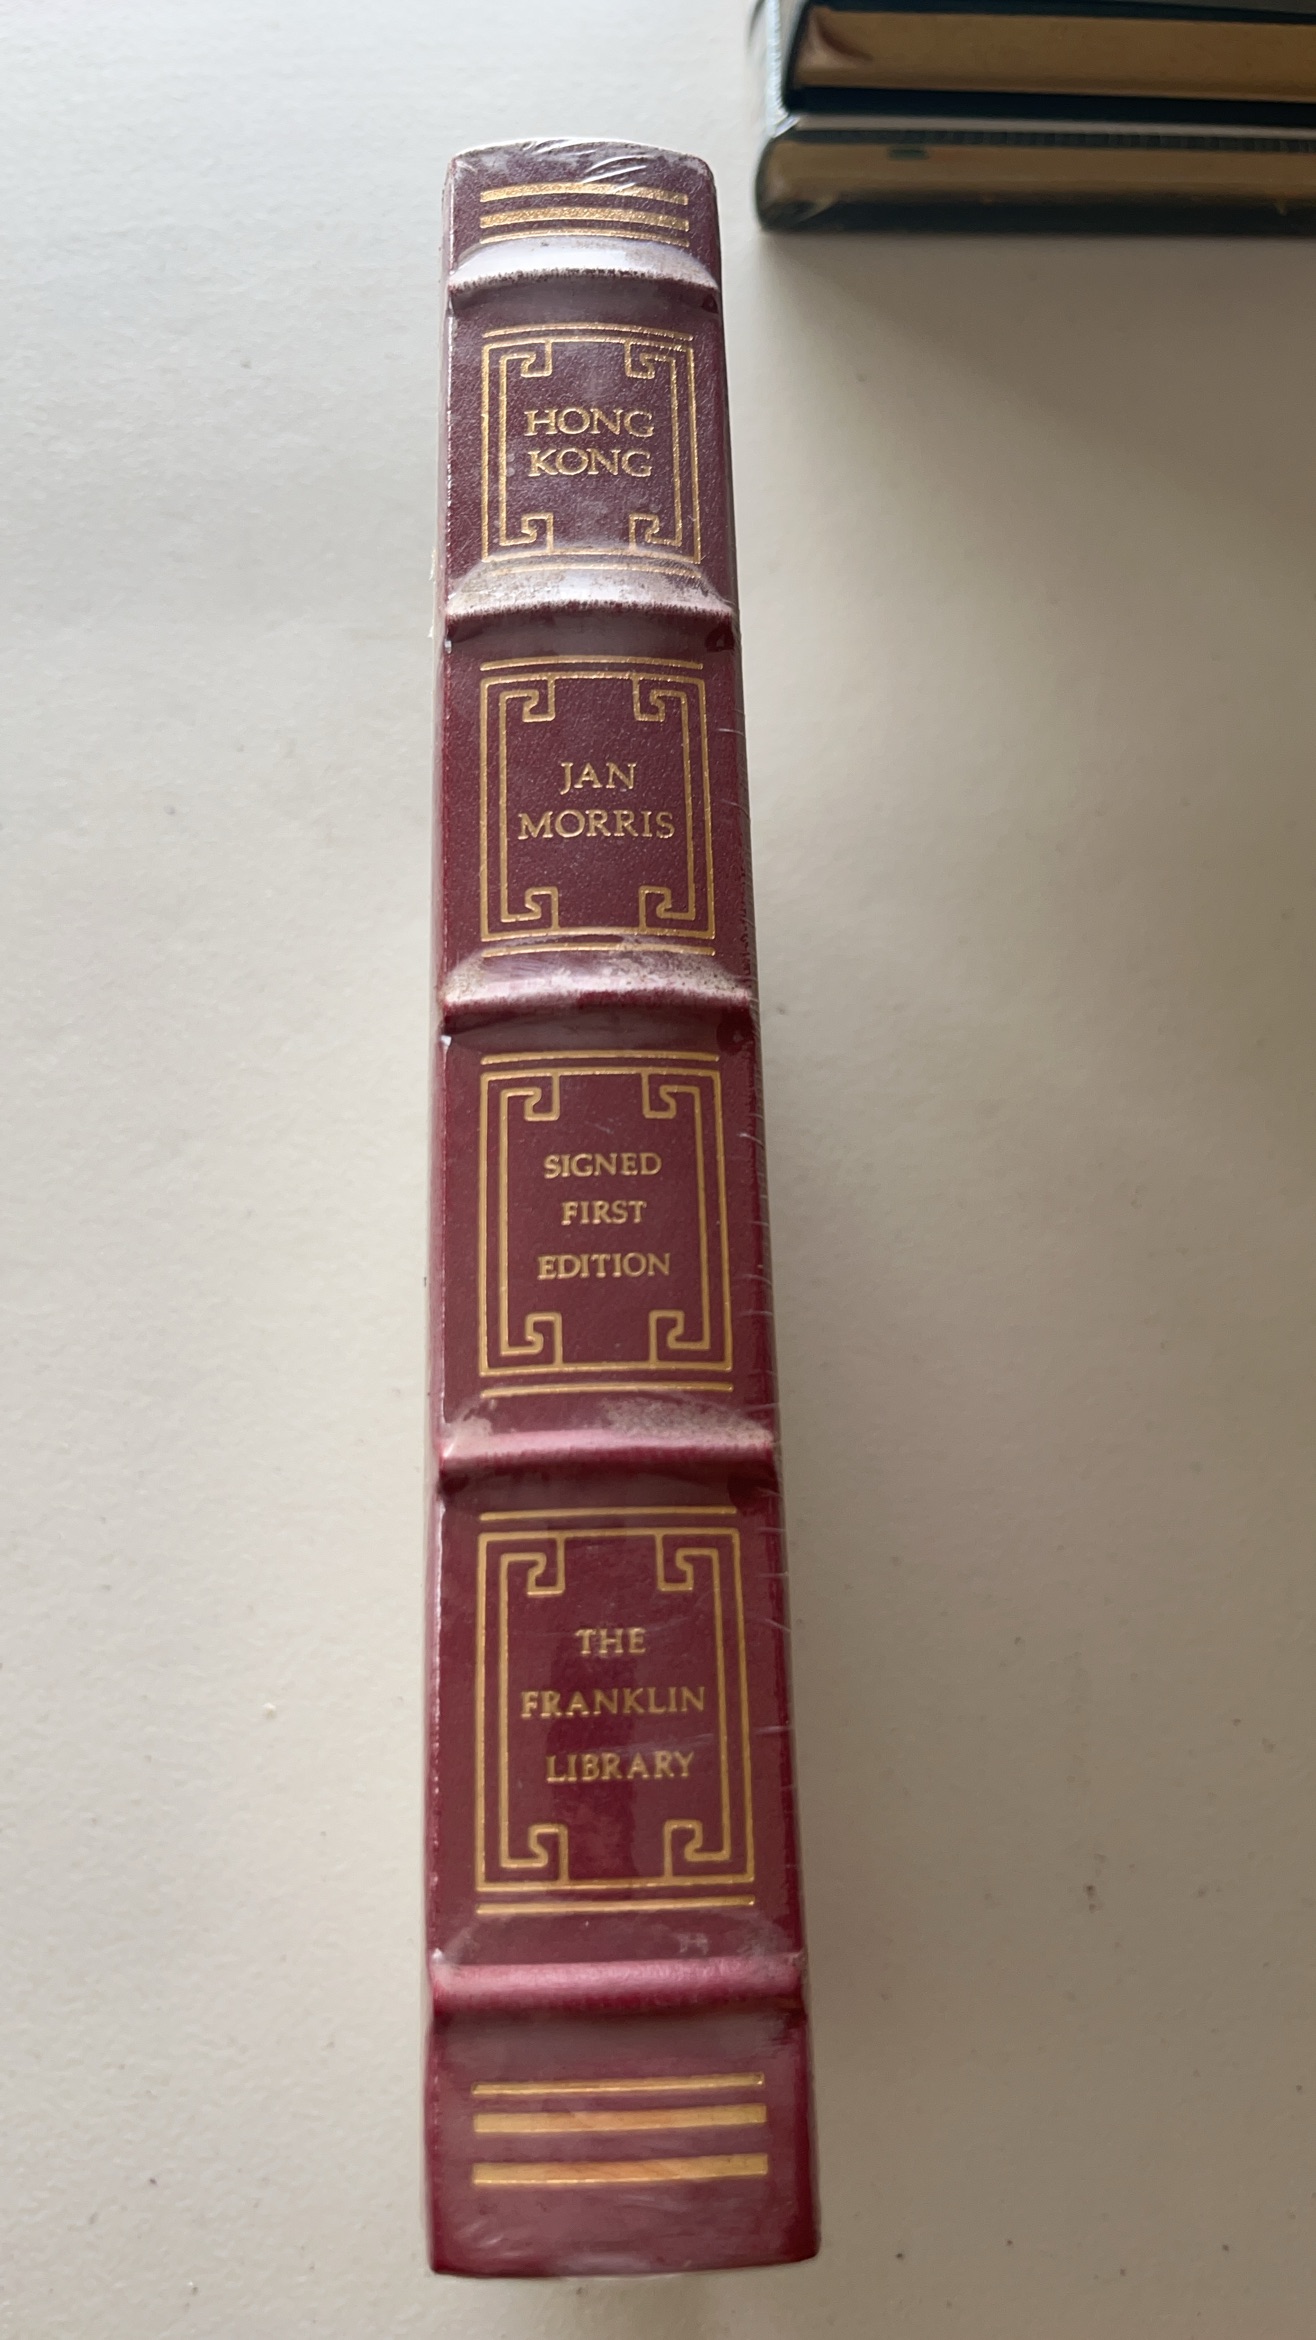 HONG
KONG
JAN
MORRIS
SIGNED
FIRST
EDITION
THE
FRANKLIN
LIBRARY